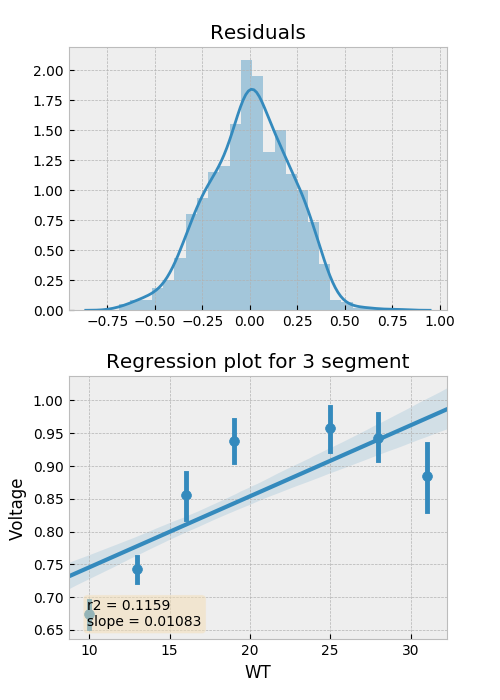 Residuals
2.00
1.75
1.50
1.25
1.00
0.75
0.50
0.25
0.00
−0.75 −0.50 −0.25 0.00 0.25 0.50 0.75 1.00
Regression plot for 3 segment
1.00
0.95
0.90
0.85
0.80
0.75
0.70
0.65
Voltage
r2 = 0.1159
slope = 0.01083
10 15 20 25 30
WT